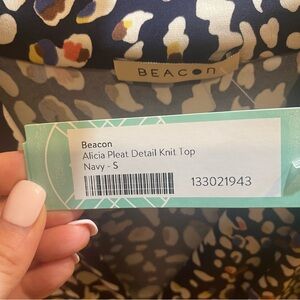 BEACON
Beacon
Alicia Pleat Detail Knit Top
Navy - S
133021943